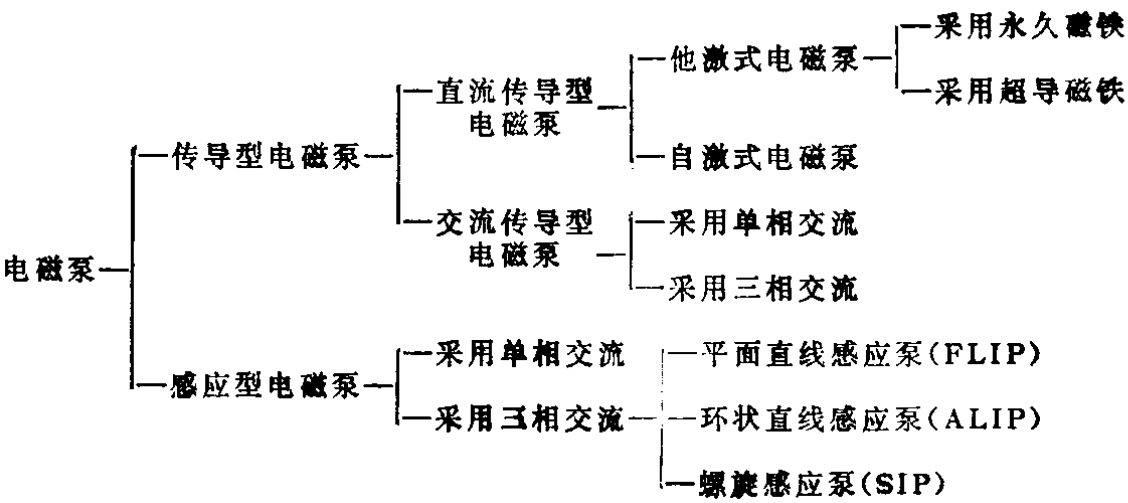 采用永久磁铁
他激式电磁泵
直流传导型
电磁泵
采用超导磁铁
传导型电磁泵
自激式电磁泵
交流传导型
电磁泵
采用单相交流
电磁泵
采用三相交流
采用单相交流
平面直线感应泵(FLIP)
感应型电磁泵
采用三相交流
环状直线感应泵(ALIP)
螺旋感应泵(SIP)